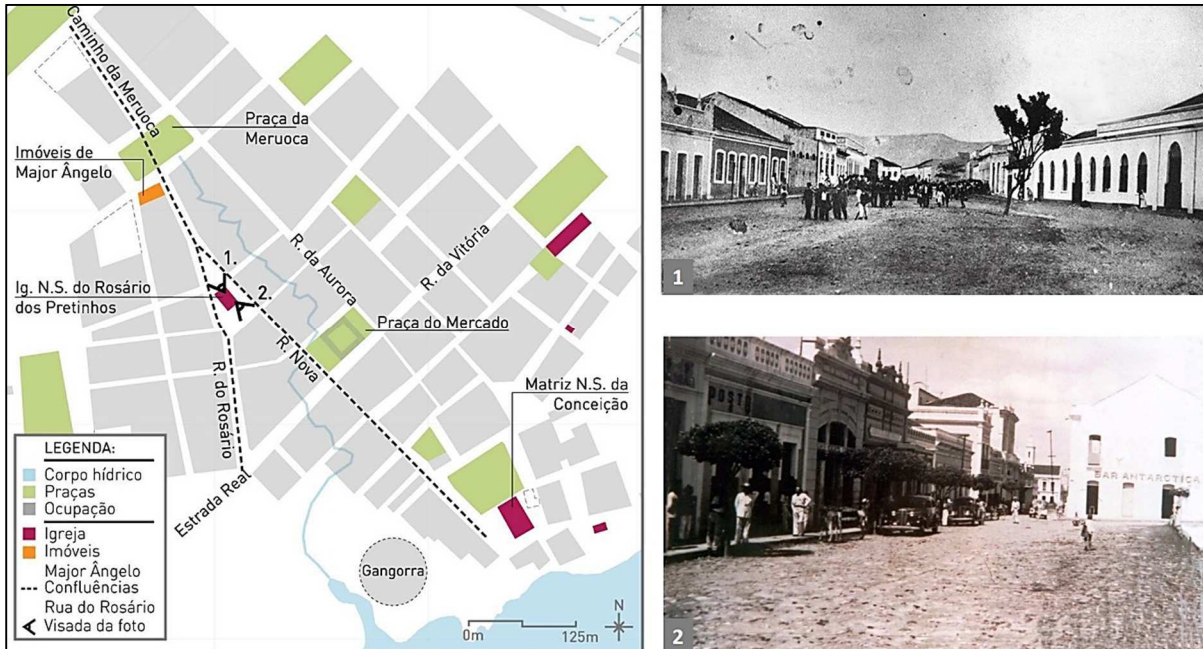 Caminho da Meruoca
Praça da
Meruoca
Imóveis de
Major Ângelo
R. da Aurora
R. da Vitória
1.
2.
Ig. N.S. do Rosário
dos Pretinhos
Praça do Mercado
R. Nova
R. do Rosário
Matriz N.S. da
Conceição
Estrada Real
Gangorra
LEGENDA:
Corpo hídrico
Praças
Ocupação
Igreja
Imóveis
Major Ângelo
Confluências
Rua do Rosário
Visada da foto
0m
125m
N
1
POSTO
BAR ANTARCTICA
2